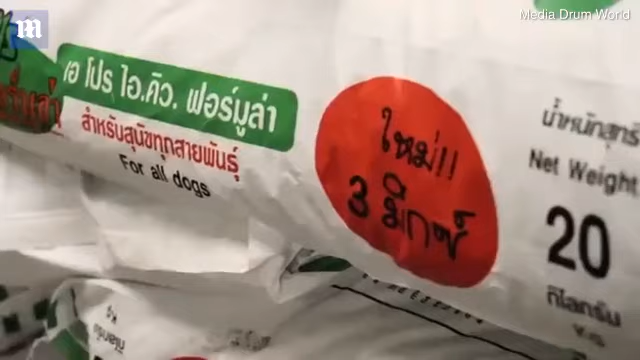 Media Drum World
เอ โปร ไอ.คิว. ฟอร์มูล่า
สำหรับสุนัขทุกสายพันธุ์
For all dogs
ใหม่!!
3 มีกซ์
น้ำหนักสุทธิ
Net Weight
20
กิโลกรัม